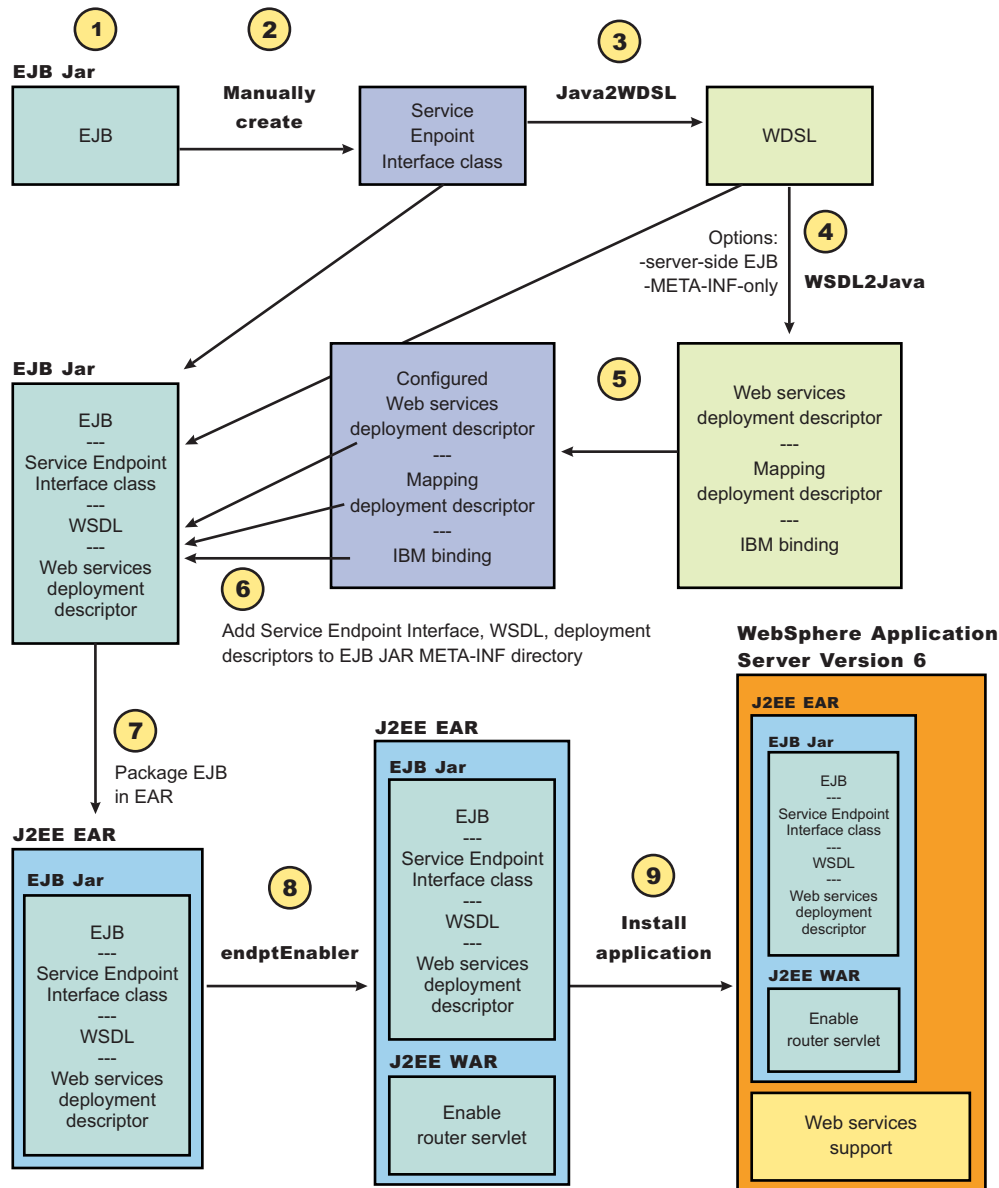 1
2
3
EJB Jar
EJB
Manually
create
Service
Enpoint
Interface class
Java2WDSL
WDSL
Options:
-server-side EJB
-META-INF-only
4
WSDL2Java
EJB Jar
EJB
---
Service Endpoint
Interface class
---
WSDL
---
Web services
deployment
descriptor
Configured
Web services
deployment descriptor
---
Mapping
deployment descriptor
---
IBM binding
5
Web services
deployment descriptor
---
Mapping
deployment descriptor
---
IBM binding
6
Add Service Endpoint Interface, WSDL, deployment
descriptors to EJB JAR META-INF directory
7
Package EJB
in EAR
J2EE EAR
EJB Jar
EJB
---
Service Endpoint
Interface class
---
WSDL
---
Web services
deployment
descriptor
8
endptEnabler
J2EE EAR
EJB Jar
EJB
---
Service Endpoint
Interface class
---
WSDL
---
Web services
deployment
descriptor
J2EE WAR
Enable
router servlet
9
Install
application
WebSphere Application
Server Version 6
J2EE EAR
EJB Jar
EJB
---
Service Endpoint
Interface class
---
WSDL
---
Web services
deployment
descriptor
J2EE WAR
Enable
router servlet
Web services
support